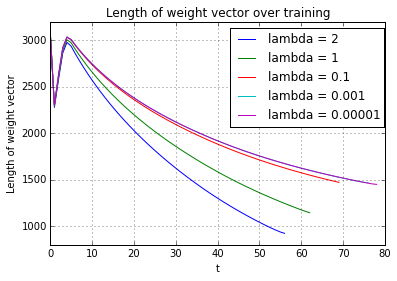 Length of weight vector over training
Length of weight vector
3000
2500
2000
1500
1000
lambda = 2
lambda = 1
lambda = 0.1
lambda = 0.001
lambda = 0.00001
0 10 20 30 40 50 60 70 80
t